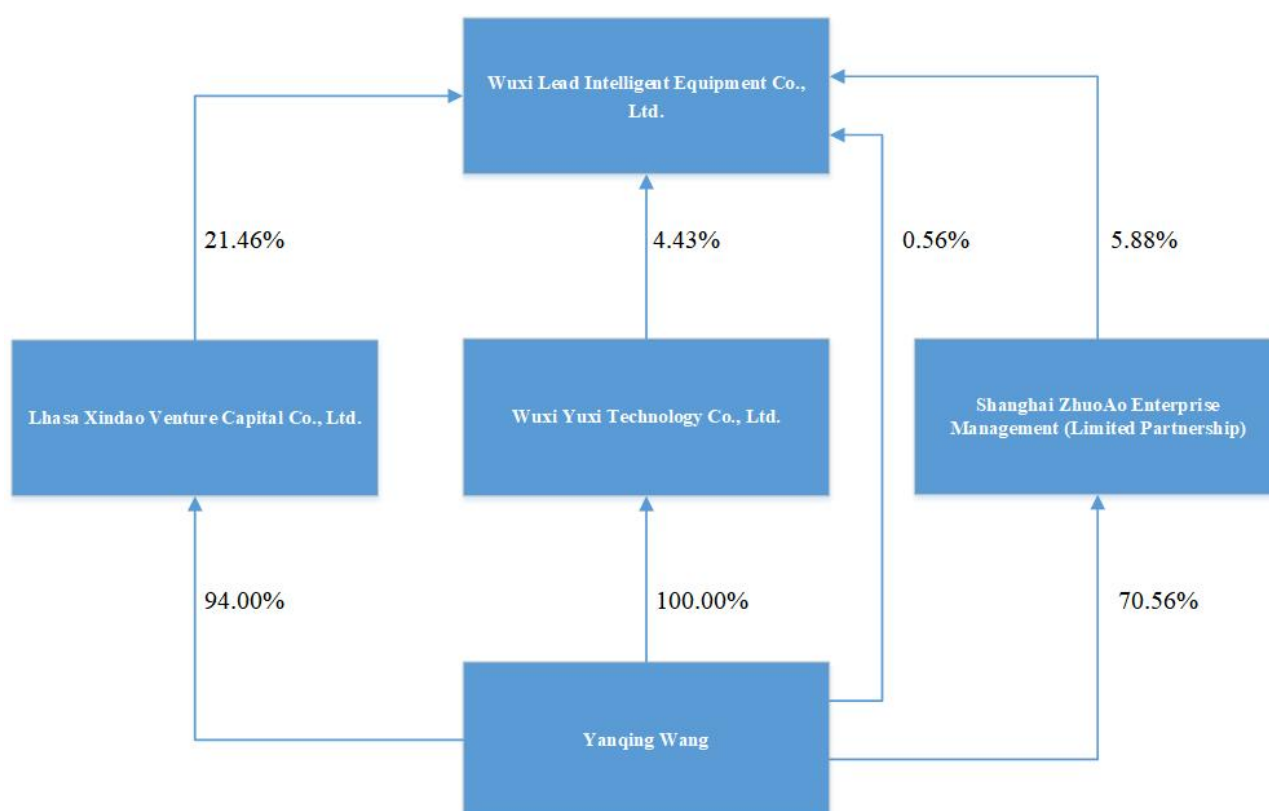 Wuxi Lead Intelligent Equipment Co.,
Ltd.
21.46%
4.43%
0.56%
5.88%
Lhasa Xindao Venture Capital Co., Ltd.
Wuxi Yuxi Technology Co., Ltd.
Shanghai ZhuoAo Enterprise
Management (Limited Partnership)
94.00%
100.00%
70.56%
Yanqing Wang